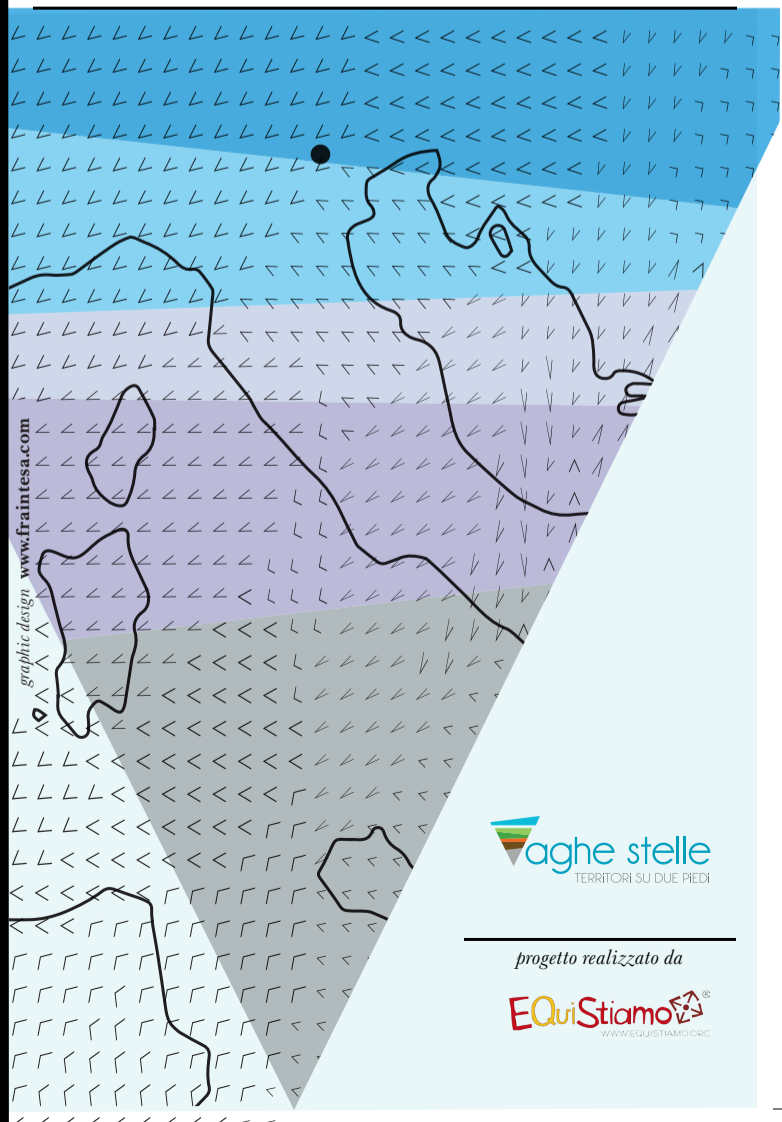 graphic design www.fraintesa.com
Vaghe stelle
TERRiTORi SU DUE PiEDi
progetto realizzato da
EQuiStiamo®
WWW.EQUISTIAMO.ORG